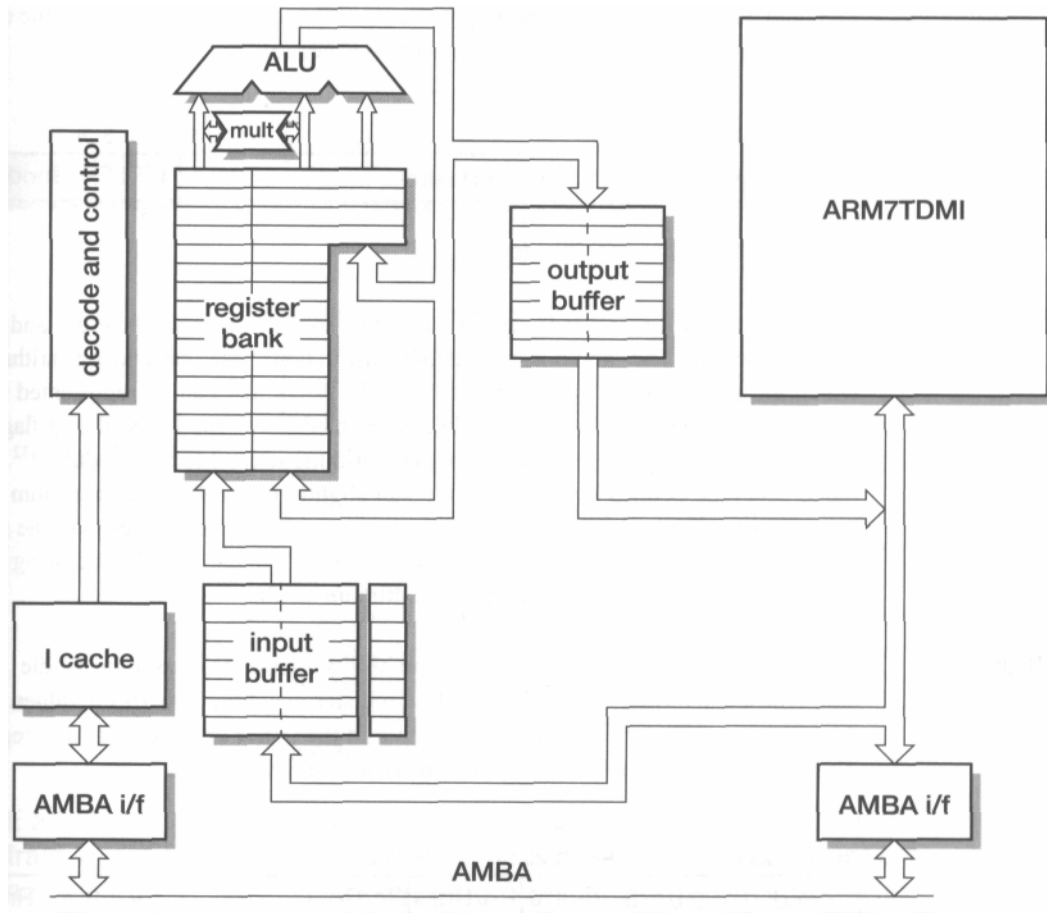 ALU
mult
decode and control
ARM7TDMI
output
buffer
register
bank
input
buffer
I cache
AMBA i/f
AMBA i/f
AMBA